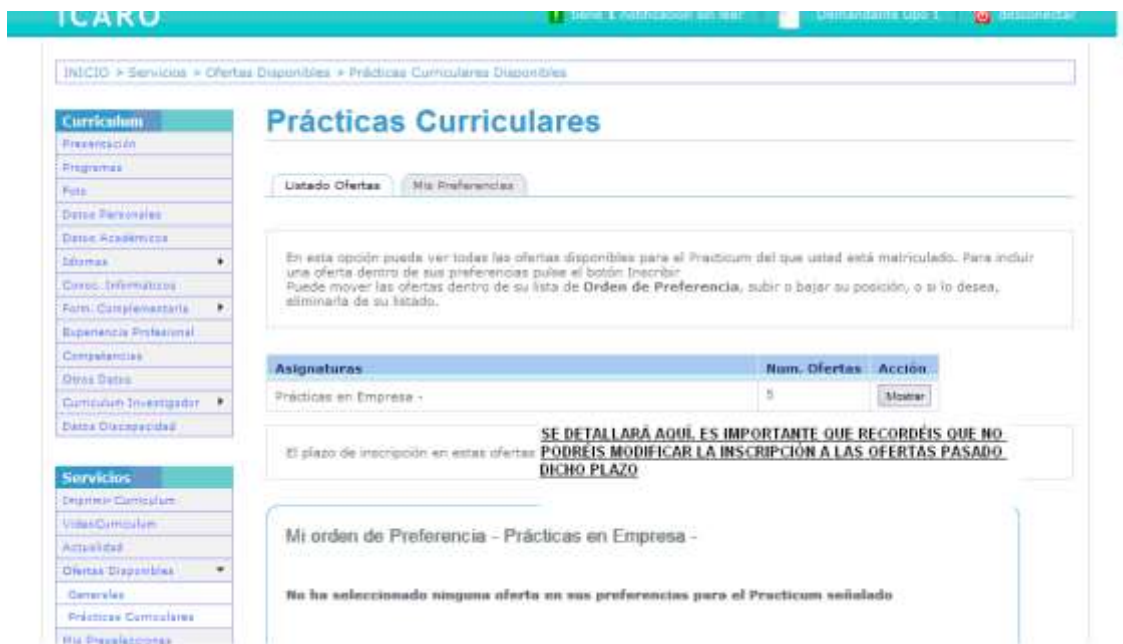 ICARO
Tiene 1 notificación sin leer
Demandante tipo 1
desconectar
INICIO > Servicios > Ofertas Disponibles > Prácticas Curriculares Disponibles
Curriculum
Presentación
Programas
Foto
Datos Personales
Datos Académicos
Idiomas
Conoc. Informáticos
Form. Complementaria
Experiencia Profesional
Competencias
Otros Datos
Curriculum Investigador
Datos Discapacidad
Servicios
Imprimir Curriculum
VideoCurriculum
Actualidad
Ofertas Disponibles
Generales
Prácticas Curriculares
Mis Preselecciones
Prácticas Curriculares
Listado Ofertas
Mis Preferencias
En esta opción puede ver todas las ofertas disponibles para el Practicum del que usted está matriculado. Para incluir
una oferta dentro de sus preferencias pulse el botón Inscribir
Puede mover las ofertas dentro de su lista de Orden de Preferencia, subir o bajar su posición, o si lo desea,
eliminarla de su listado.
Asignaturas Num. Ofertas Acción
Prácticas en Empresa - 5 Mostrar
El plazo de inscripción en estas ofertas
SE DETALLARÁ AQUÍ. ES IMPORTANTE QUE RECORDÉIS QUE NO
PODRÉIS MODIFICAR LA INSCRIPCIÓN A LAS OFERTAS PASADO
DICHO PLAZO
Mi orden de Preferencia - Prácticas en Empresa -
No ha seleccionado ninguna oferta en sus preferencias para el Practicum señalado